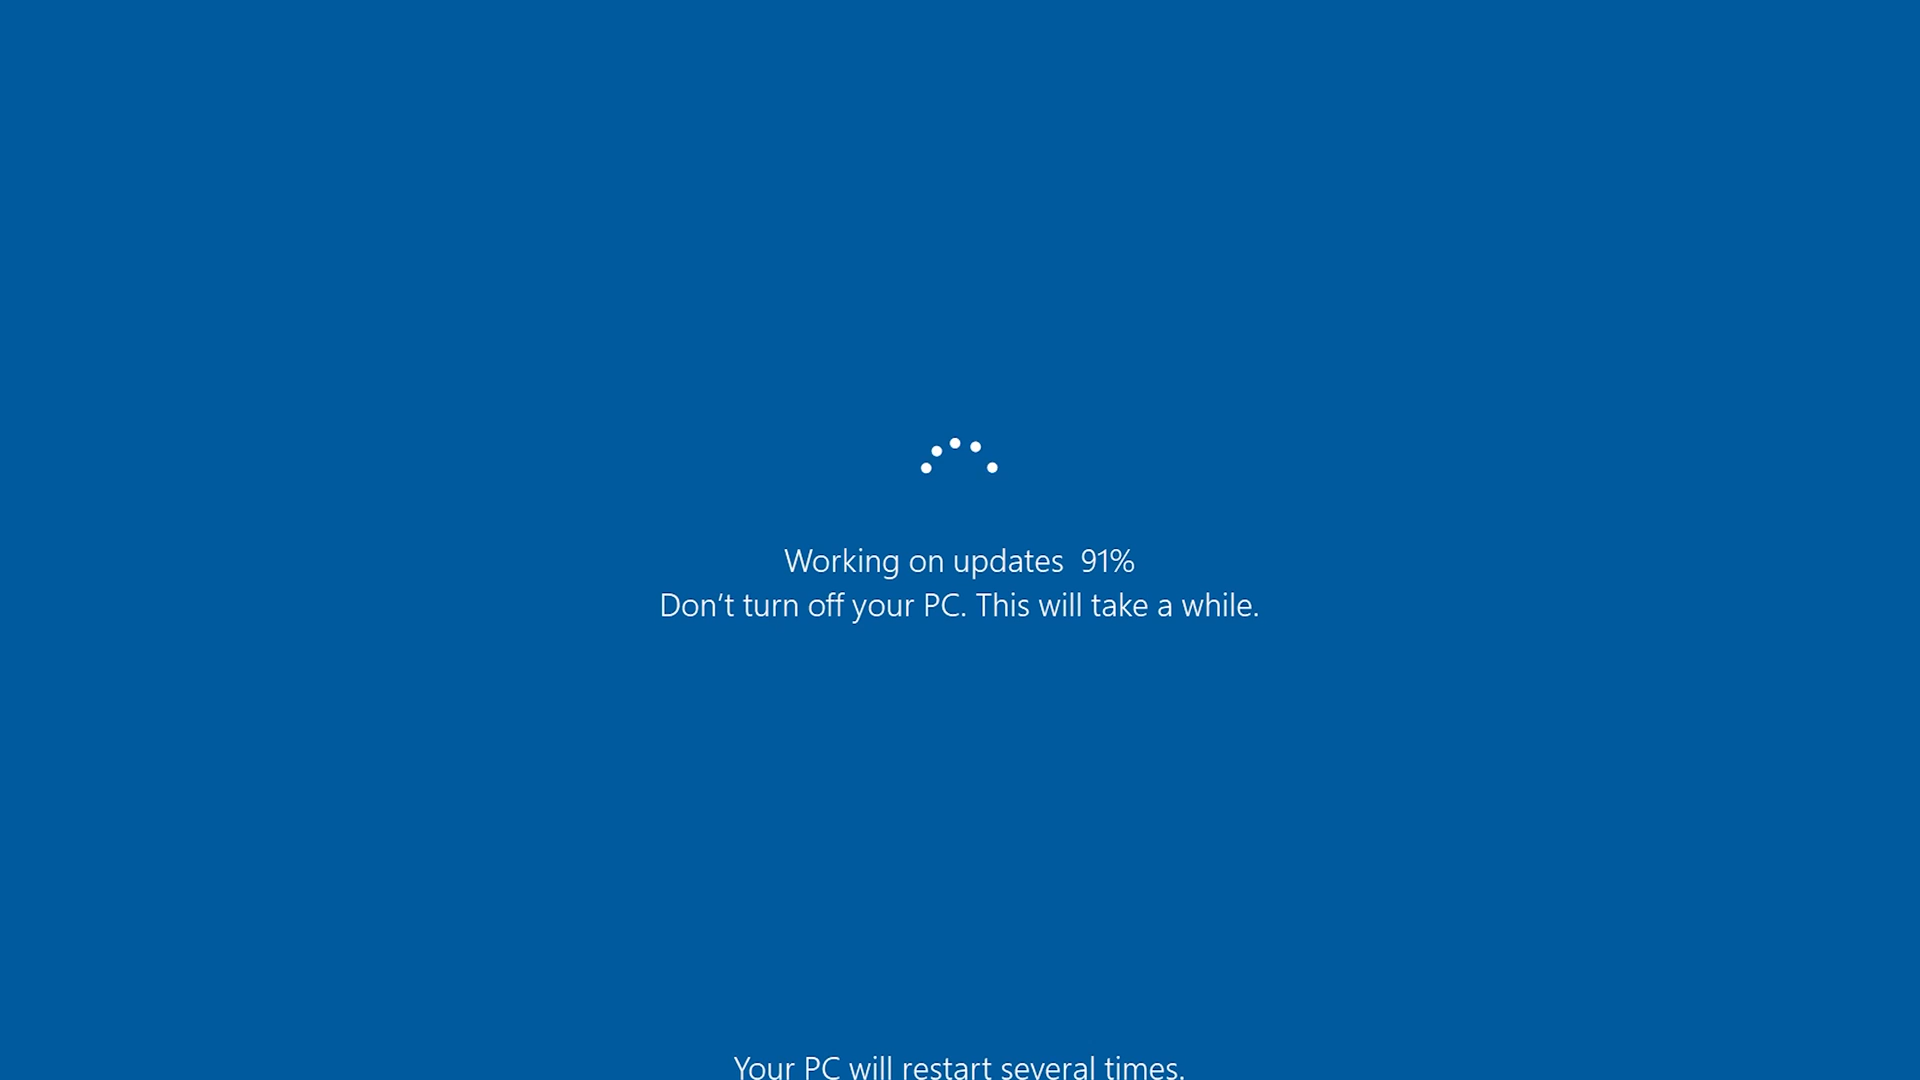 Working on updates  91%
Don’t turn off your PC. This will take a while.
Your PC will restart several times.